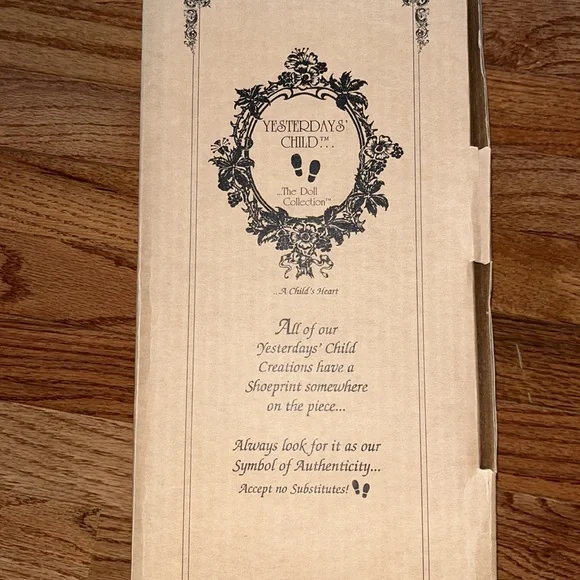 YESTERDAYS'
CHILD™...
...The Doll
Collection™
...A Child's Heart
All of our
Yesterdays' Child
Creations have a
Shoeprint somewhere
on the piece...
Always look for it as our
Symbol of Authenticity...
Accept no Substitutes!